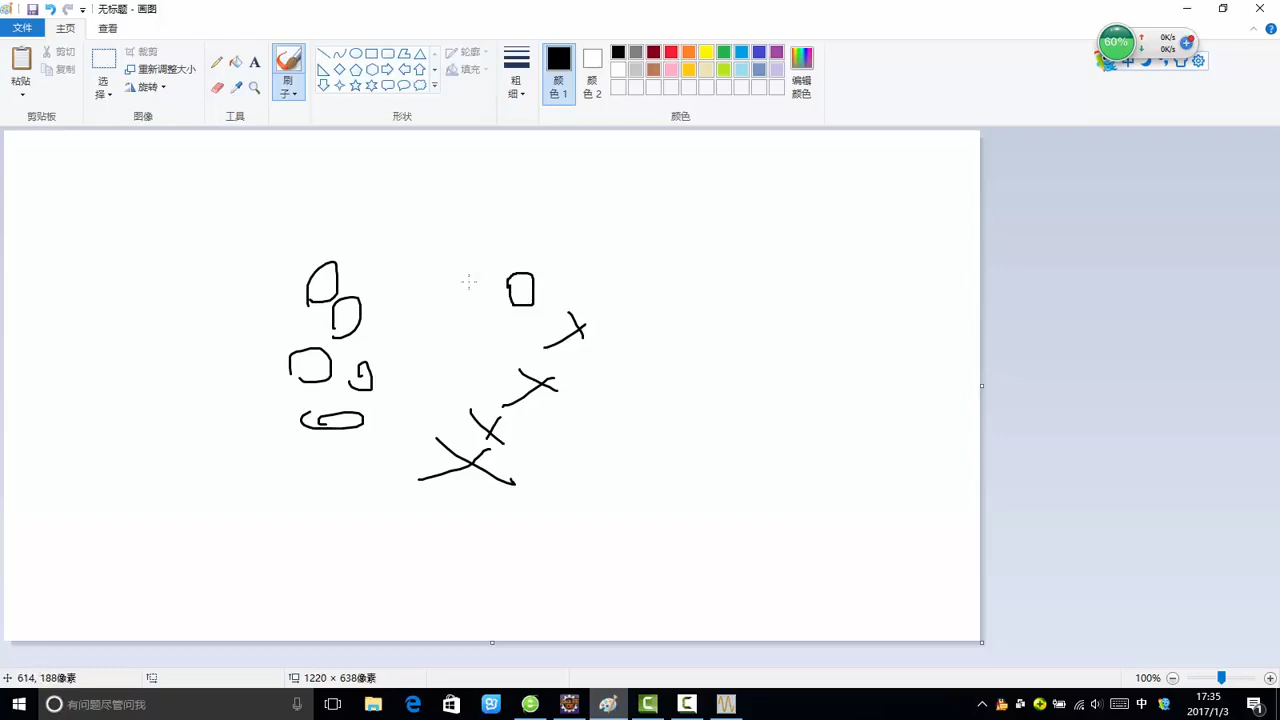 无标题 - 画图
文件 主页 查看
粘贴
剪切
复制
剪贴板
选择
裁剪
重新调整大小
旋转
图像
A
工具
刷子
轮廓
填充
形状
粗细
颜色 1
颜色 2
编辑颜色
颜色
60%
0K/s
0K/s
中
614, 188像素
1220 × 638像素
100%
有问题尽管问我
中
17:35
2017/1/3
1